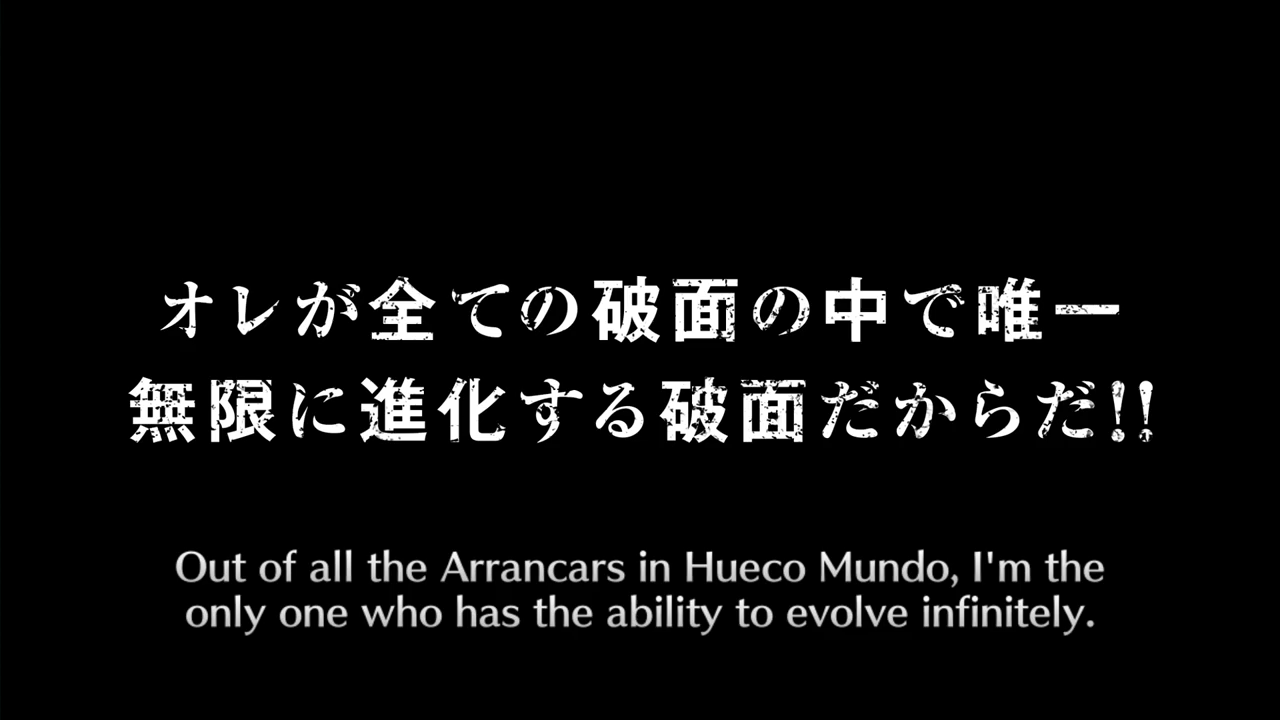 オレが全ての破面の中で唯一
無限に進化する破面だからだ!!
Out of all the Arrancars in Hueco Mundo, I'm the
only one who has the ability to evolve infinitely.